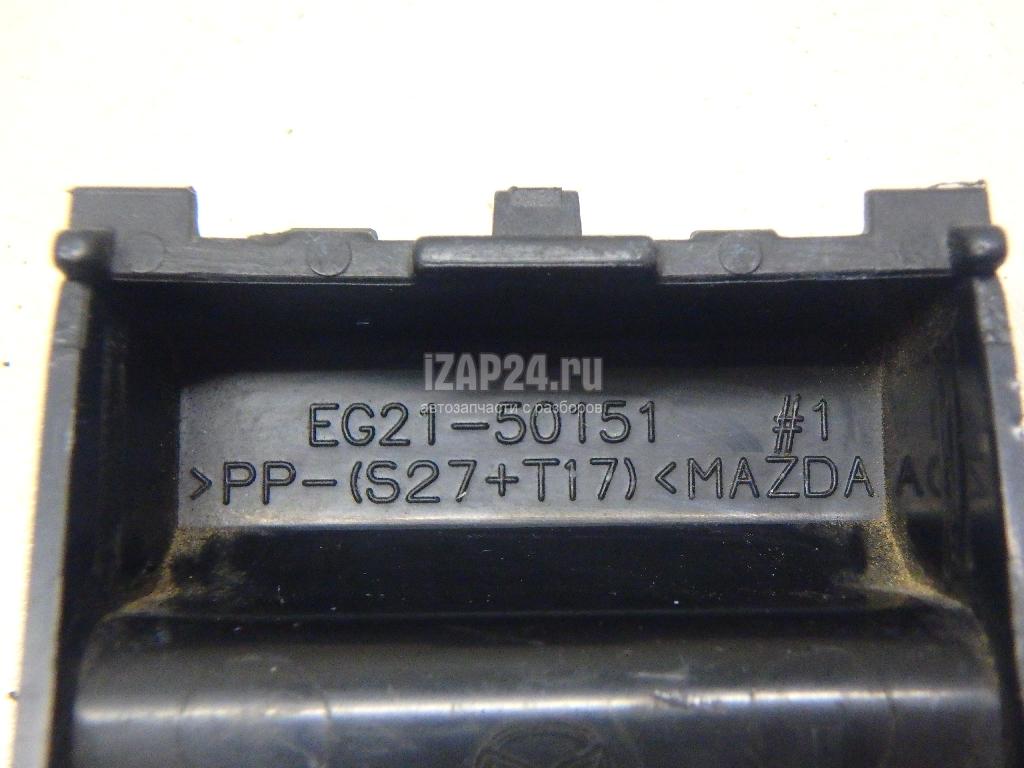 iZAP24.ru
автозапчасти с разборов
EG21-50151 #1
>PP-(S27+T17)<MAZDA